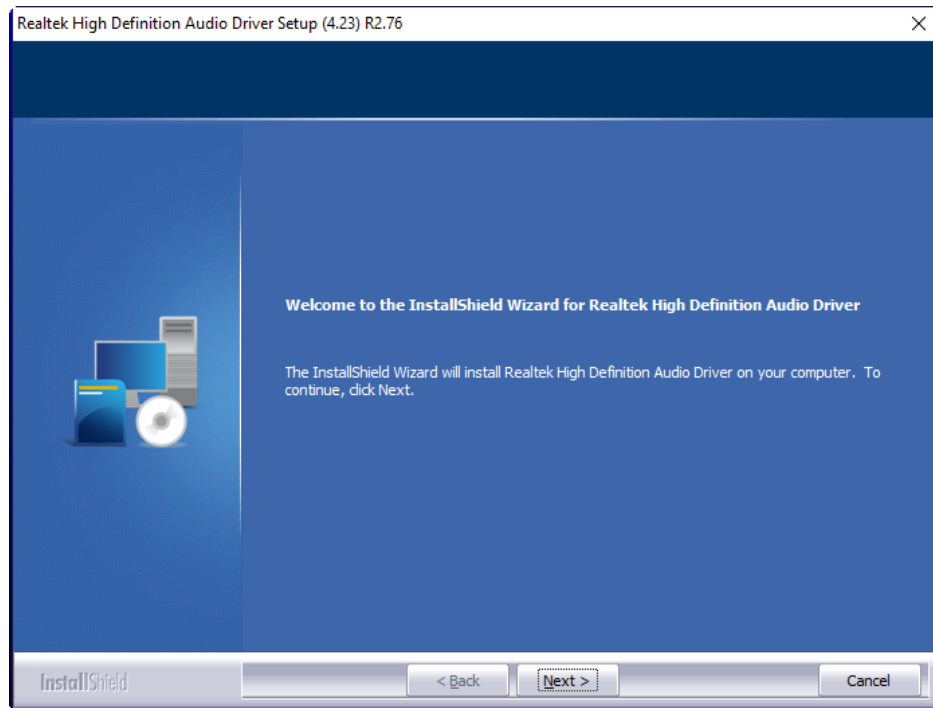 Realtek High Definition Audio Driver Setup (4.23) R2.76
Welcome to the InstallShield Wizard for Realtek High Definition Audio Driver
The InstallShield Wizard will install Realtek High Definition Audio Driver on your computer. To
continue, click Next.
InstallShield
< Back
Next >
Cancel